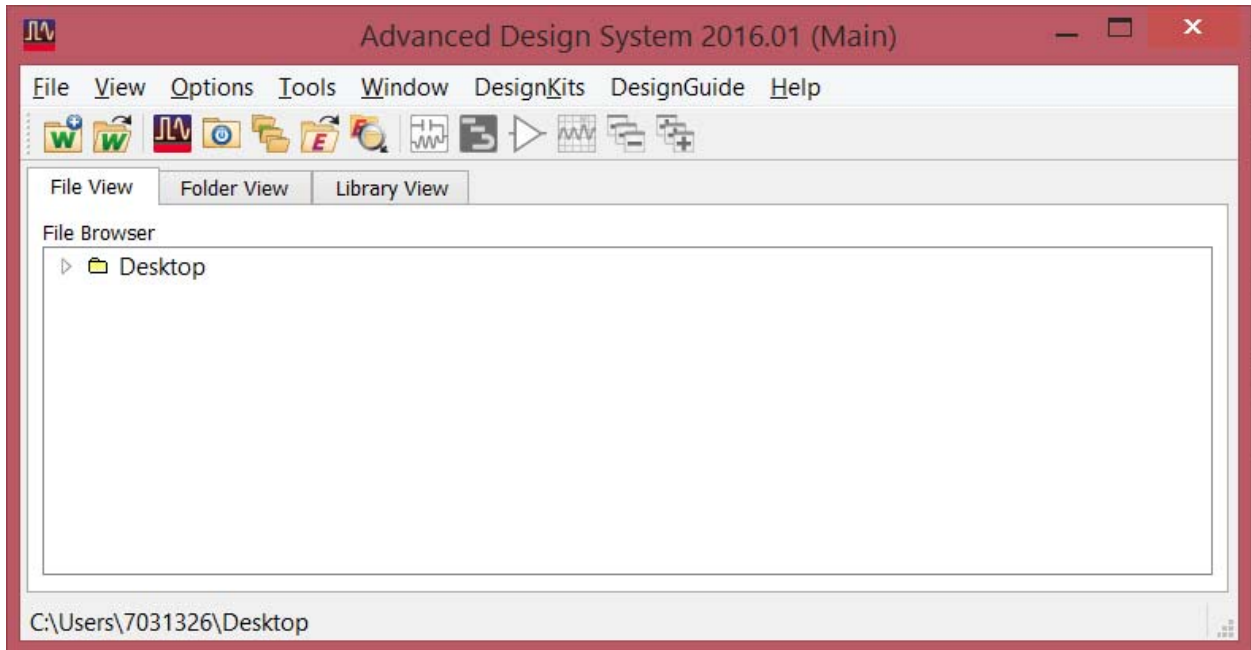 Advanced Design System 2016.01 (Main)
File View Options Tools Window DesignKits DesignGuide Help
W W E
File View Folder View Library View
File Browser
Desktop
C:\Users\7031326\Desktop